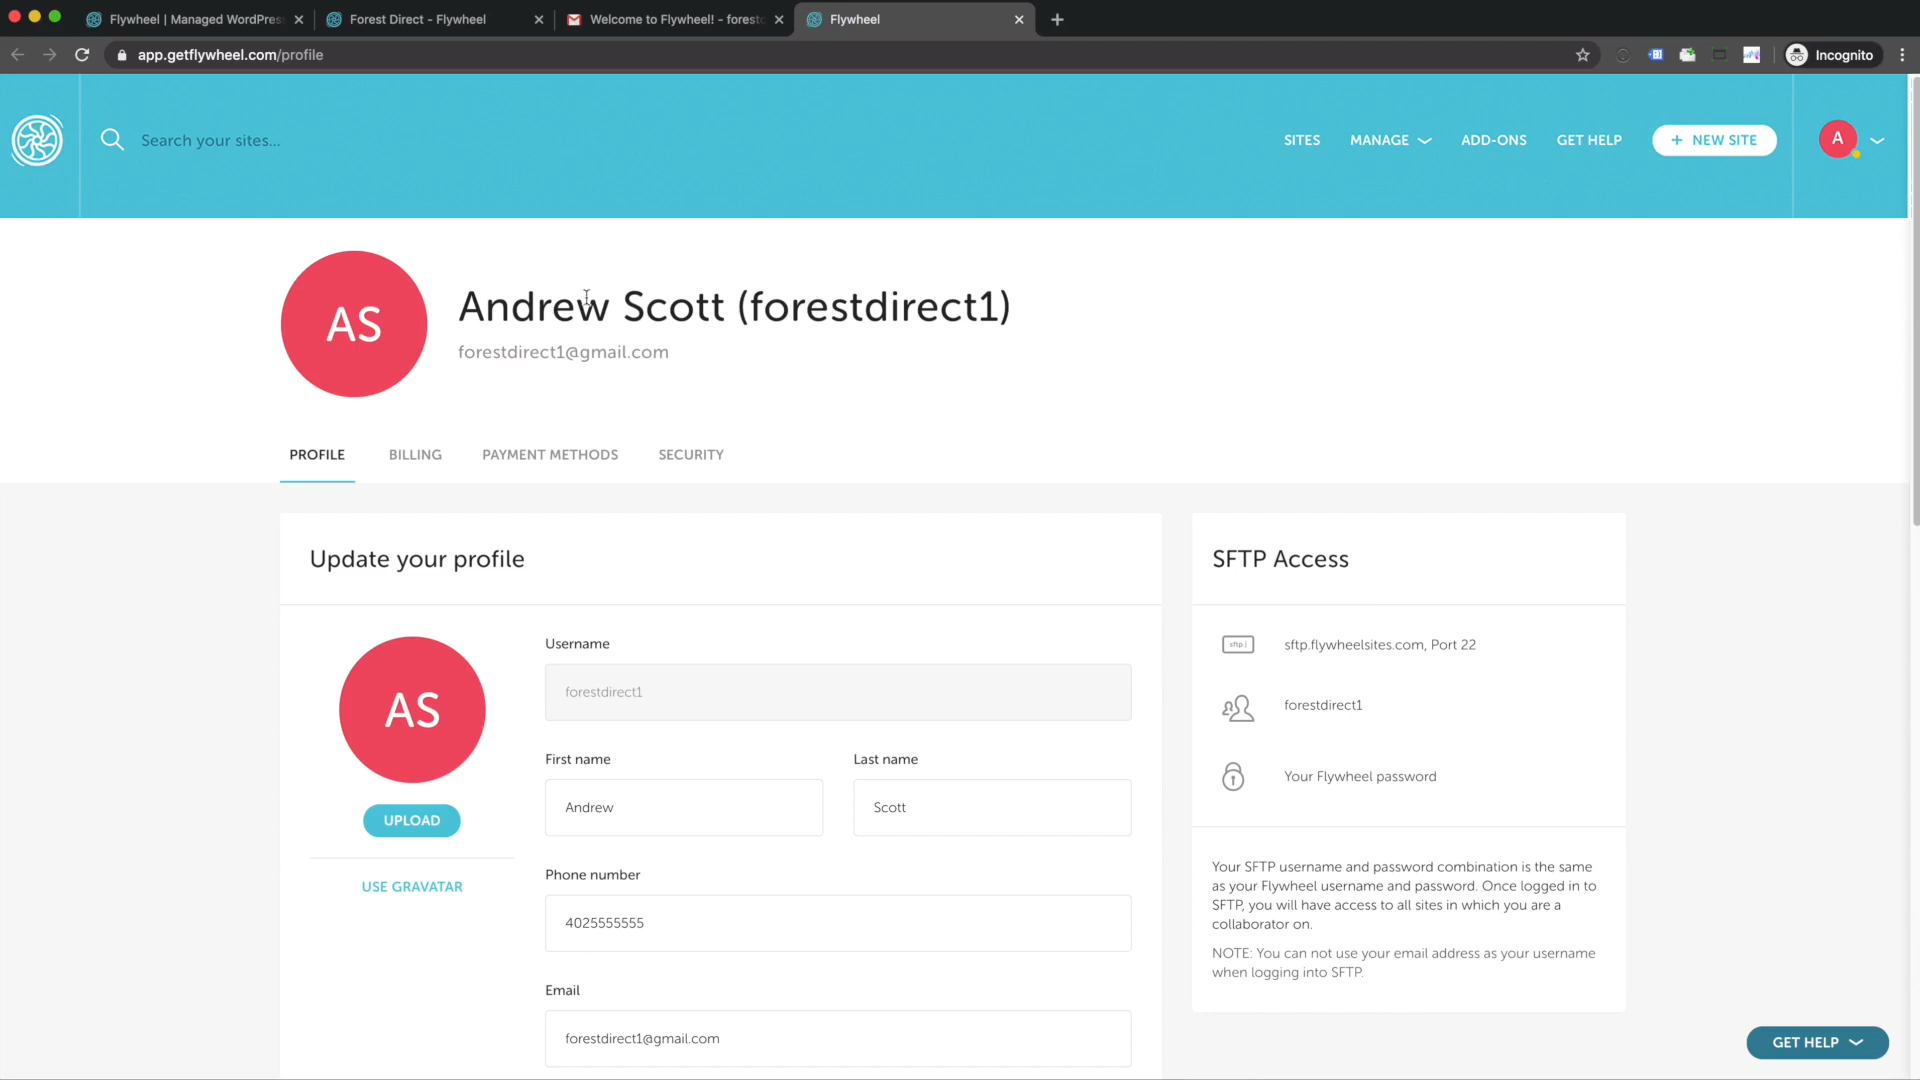 Flywheel | Managed WordPres
Forest Direct - Flywheel
Welcome to Flywheel! - forest
Flywheel
app.getflywheel.com/profile
Incognito
Search your sites...
SITES
MANAGE
ADD-ONS
GET HELP
+ NEW SITE
A
AS
Andrew Scott (forestdirect1)
forestdirect1@gmail.com
PROFILE
BILLING
PAYMENT METHODS
SECURITY
Update your profile
AS
UPLOAD
USE GRAVATAR
Username
forestdirect1
First name
Last name
Andrew
Scott
Phone number
4025555555
Email
forestdirect1@gmail.com
SFTP Access
sftp:|
sftp.flywheelsites.com, Port 22
forestdirect1
Your Flywheel password
Your SFTP username and password combination is the same
as your Flywheel username and password. Once logged in to
SFTP, you will have access to all sites in which you are a
collaborator on.
NOTE: You can not use your email address as your username
when logging into SFTP.
GET HELP